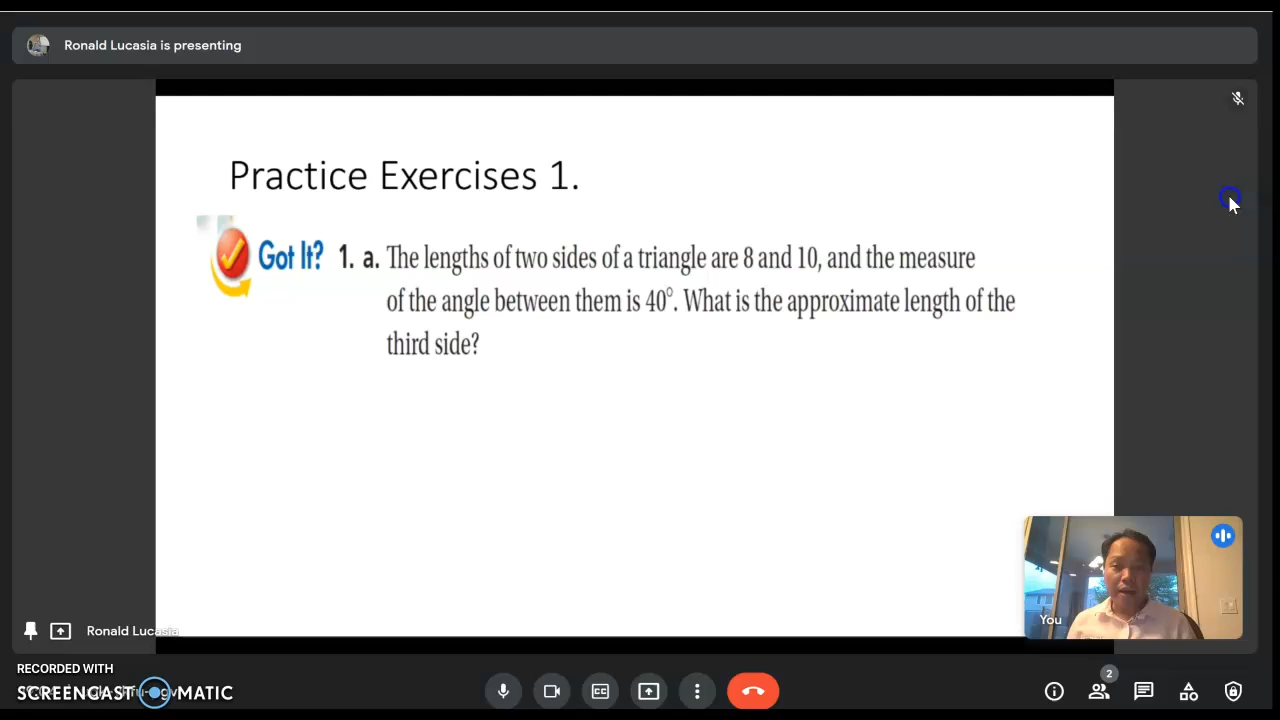 Ronald Lucasia is presenting
Practice Exercises 1.
Got It? 1. a. The lengths of two sides of a triangle are 8 and 10, and the measure
of the angle between them is 40°. What is the approximate length of the
third side?
You
Ronald Lucasia
RECORDED WITH
SCREENCAST MATIC
2